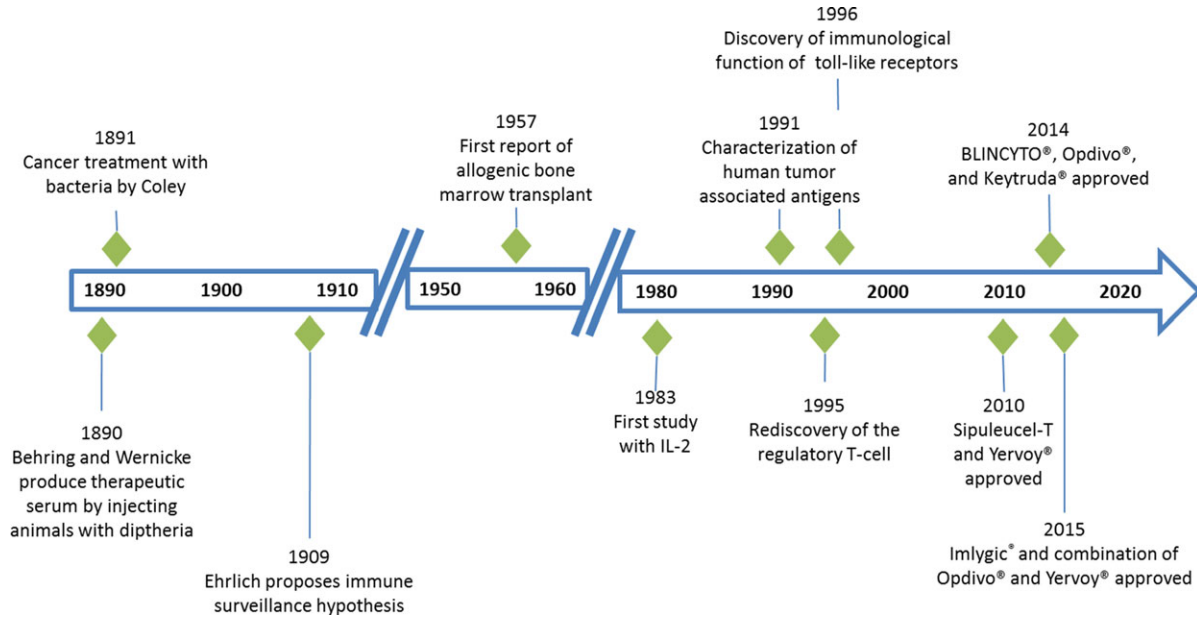 1996
Discovery of immunological
function of toll-like receptors
1891
Cancer treatment with
bacteria by Coley
1957
First report of
allogenic bone
marrow transplant
1991
Characterization of
human tumor
associated antigens
2014
BLINCYTO®, Opdivo®,
and Keytruda® approved
1890 1900 1910 1950 1960 1980 1990 2000 2010 2020
1890
Behring and Wernicke
produce therapeutic
serum by injecting
animals with diptheria
1909
Ehrlich proposes immune
surveillance hypothesis
1983
First study
with IL-2
1995
Rediscovery of the
regulatory T-cell
2010
Sipuleucel-T
and Yervoy®
approved
2015
Imlygic® and combination of
Opdivo® and Yervoy® approved